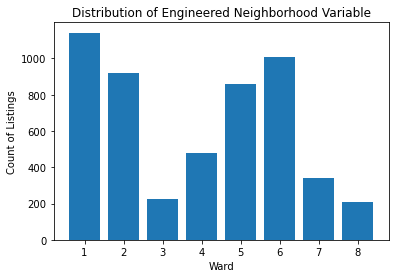 Distribution of Engineered Neighborhood Variable
Count of Listings
1000
800
600
400
200
0
1 2 3 4 5 6 7 8
Ward